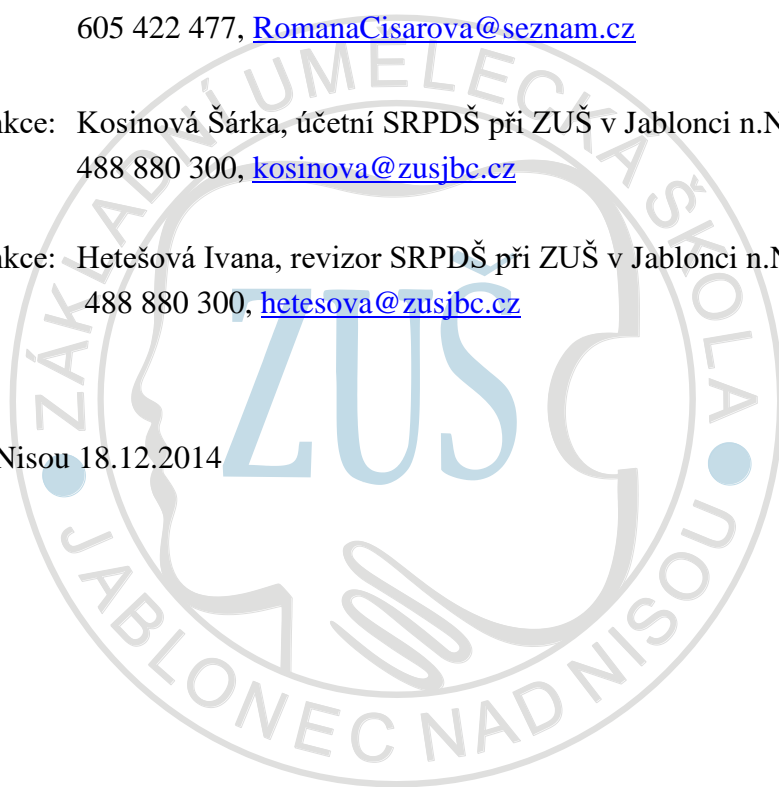 605 422 477, RomanaCisarova@seznam.cz
nkce: Kosinová Šárka, účetní SRPDŠ při ZUŠ v Jablonci n.N
488 880 300, kosinova@zusjbc.cz
nkce: Hetešová Ivana, revizor SRPDŠ při ZUŠ v Jablonci n.N
488 880 300, hetesova@zusjbc.cz
Nisou 18.12.2014
ZÁKLADNÍ UMĚLECKÁ ŠKOLA
ZUŠ
JABLONEC NAD NISOU